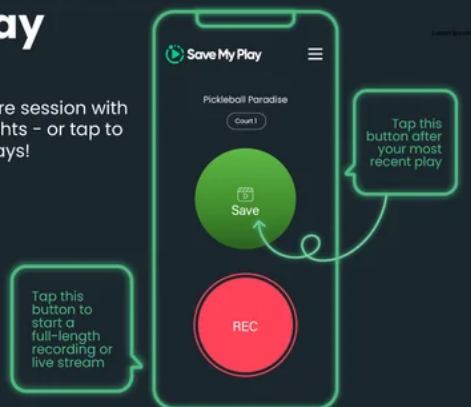 ay
re session with
hts - or tap to
ays!
Save My Play
Pickleball Paradise
Court 1
Save
REC
Tap this
button after
your most
recent play
Tap this
button to
start a
full-length
recording or
live stream